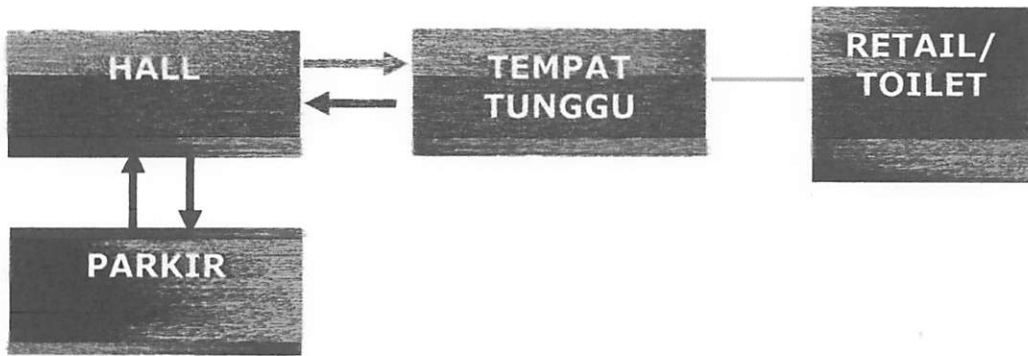 HALL
TEMPAT
TUNGGU
RETAIL/
TOILET
PARKIR